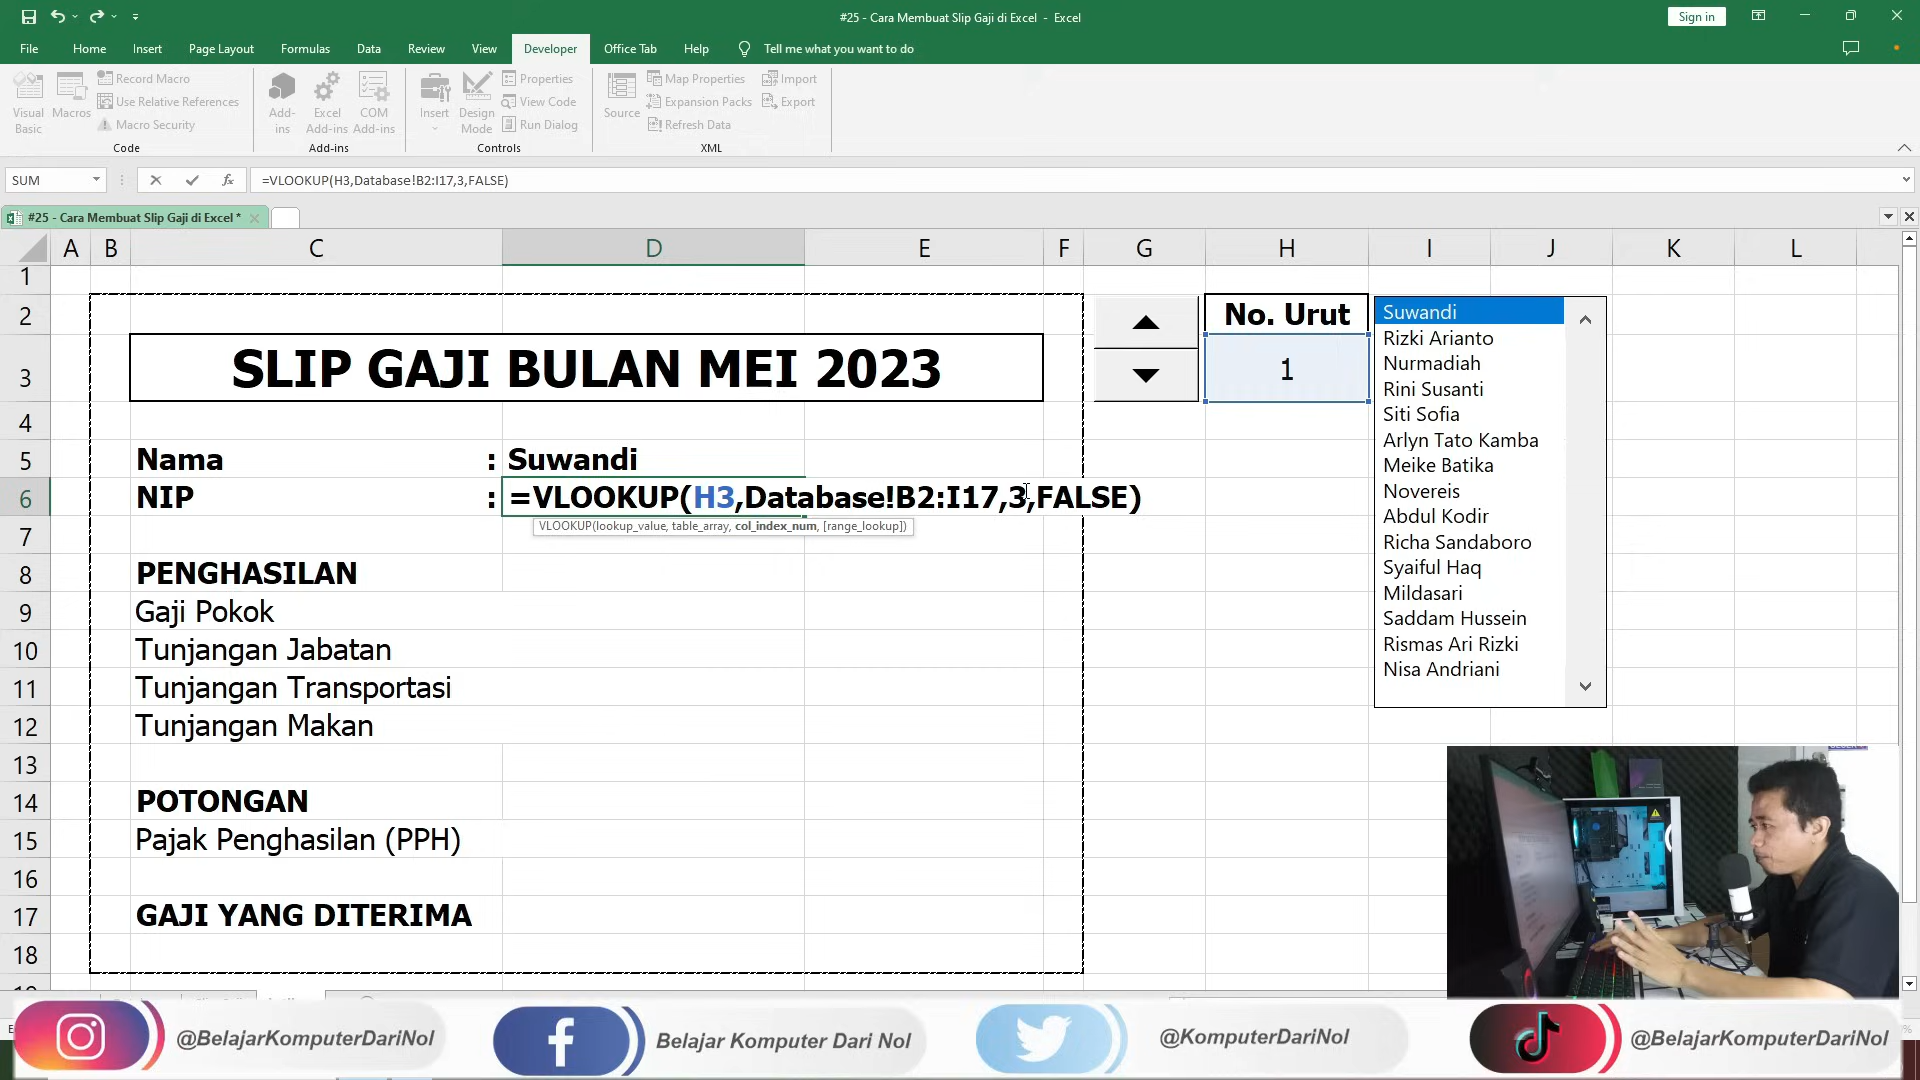 #25 - Cara Membuat Slip Gaji di Excel - Excel
Sign in
File Home Insert Page Layout Formulas Data Review View Developer Office Tab Help Tell me what you want to do
Visual Basic
Macros
Record Macro
Use Relative References
Macro Security
Code
Add-ins
Excel Add-ins
COM Add-ins
Add-ins
Insert
Design Mode
Properties
View Code
Run Dialog
Controls
Source
Map Properties
Expansion Packs
Refresh Data
Import
Export
XML
SUM
fx
=VLOOKUP(H3,Database!B2:I17,3,FALSE)
#25 - Cara Membuat Slip Gaji di Excel *
A B C D E F G H I J K L
1
2 No. Urut
3 SLIP GAJI BULAN MEI 2023 1
4
5 Nama : Suwandi
6 NIP : =VLOOKUP(H3,Database!B2:I17,3,FALSE)
VLOOKUP(lookup_value, table_array, col_index_num, [range_lookup])
7
8 PENGHASILAN
9 Gaji Pokok
10 Tunjangan Jabatan
11 Tunjangan Transportasi
12 Tunjangan Makan
13
14 POTONGAN
15 Pajak Penghasilan (PPH)
16
17 GAJI YANG DITERIMA
18
Suwandi
Rizki Arianto
Nurmadiah
Rini Susanti
Siti Sofia
Arlyn Tato Kamba
Meike Batika
Novereis
Abdul Kodir
Richa Sandaboro
Syaiful Haq
Mildasari
Saddam Hussein
Rismas Ari Rizki
Nisa Andriani
@BelajarKomputerDariNol
Belajar Komputer Dari Nol
@KomputerDariNol
@BelajarKomputerDariNol